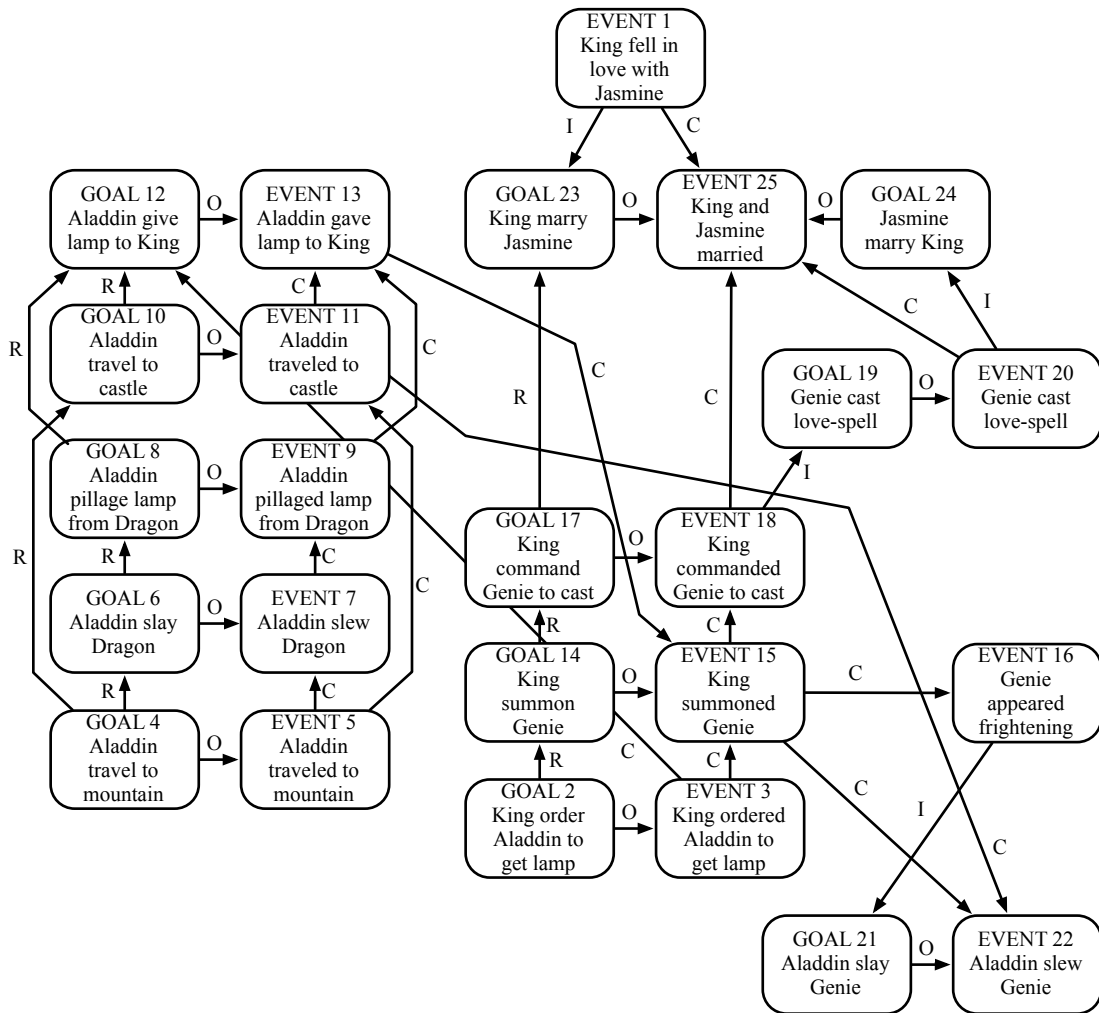 EVENT 1
King fell in
love with
Jasmine
I
C
GOAL 12
Aladdin give
lamp to King
O
EVENT 13
Aladdin gave
lamp to King
GOAL 23
King marry
Jasmine
O
EVENT 25
King and
Jasmine
married
O
GOAL 24
Jasmine
marry King
R
C
C
I
GOAL 10
Aladdin
travel to
castle
O
EVENT 11
Aladdin
traveled to
castle
R
C
C
R
C
GOAL 19
Genie cast
love-spell
O
EVENT 20
Genie cast
love-spell
I
GOAL 8
Aladdin
pillage lamp
from Dragon
O
EVENT 9
Aladdin
pillaged lamp
from Dragon
R
R
C
C
GOAL 17
King
command
Genie to cast
O
EVENT 18
King
commanded
Genie to cast
GOAL 6
Aladdin slay
Dragon
O
EVENT 7
Aladdin slew
Dragon
R
C
R
C
GOAL 14
King
summon
Genie
O
EVENT 15
King
summoned
Genie
C
EVENT 16
Genie
appeared
frightening
GOAL 4
Aladdin
travel to
mountain
O
EVENT 5
Aladdin
traveled to
mountain
R
C
C
C
I
C
GOAL 2
King order
Aladdin to
get lamp
O
EVENT 3
King ordered
Aladdin to
get lamp
GOAL 21
Aladdin slay
Genie
O
EVENT 22
Aladdin slew
Genie